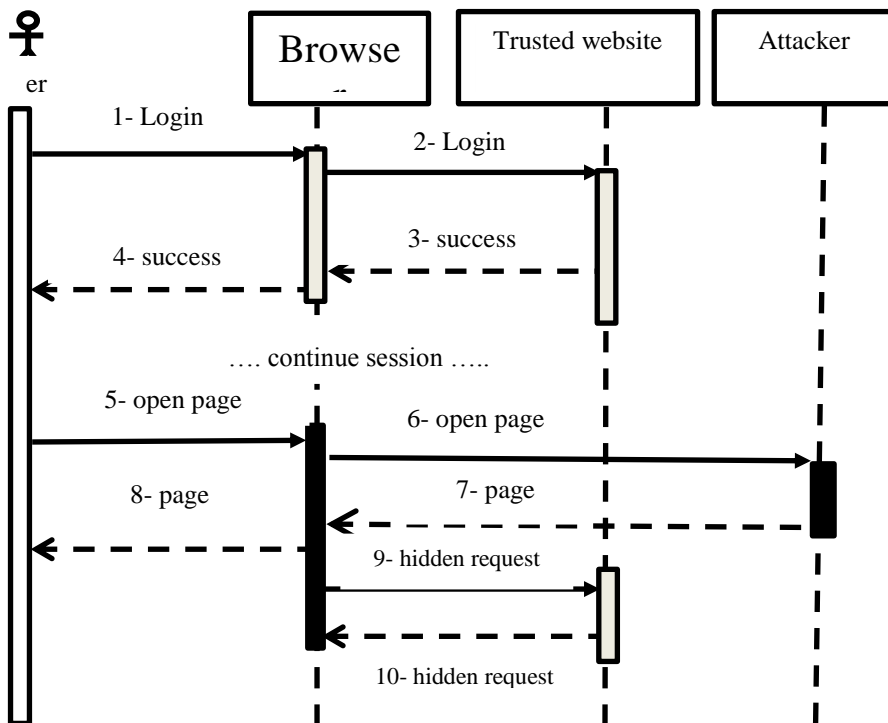 er
Browse
Trusted website
Attacker
1- Login
2- Login
3- success
4- success
…. continue session …..
5- open page
6- open page
7- page
8- page
9- hidden request
10- hidden request